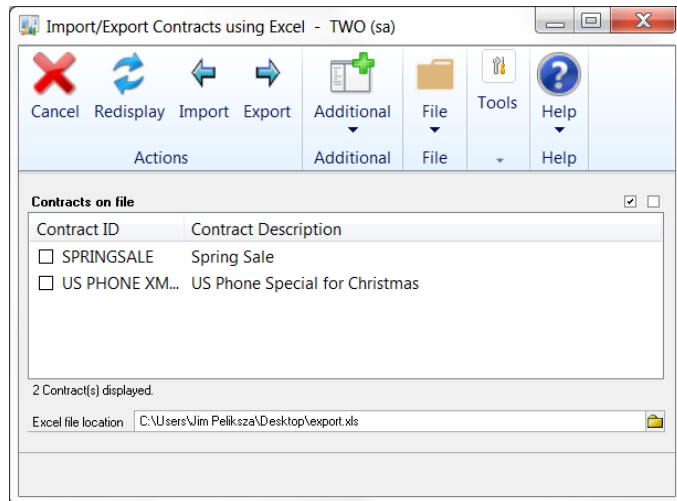 Import/Export Contracts using Excel - TWO (sa)
Cancel Redisplay Import Export Additional File Tools Help
Actions Additional File Help
Contracts on file
Contract ID Contract Description
SPRINGSALE Spring Sale
US PHONE XM... US Phone Special for Christmas
2 Contract(s) displayed.
Excel file location C:\Users\Jim Peliksza\Desktop\export.xls